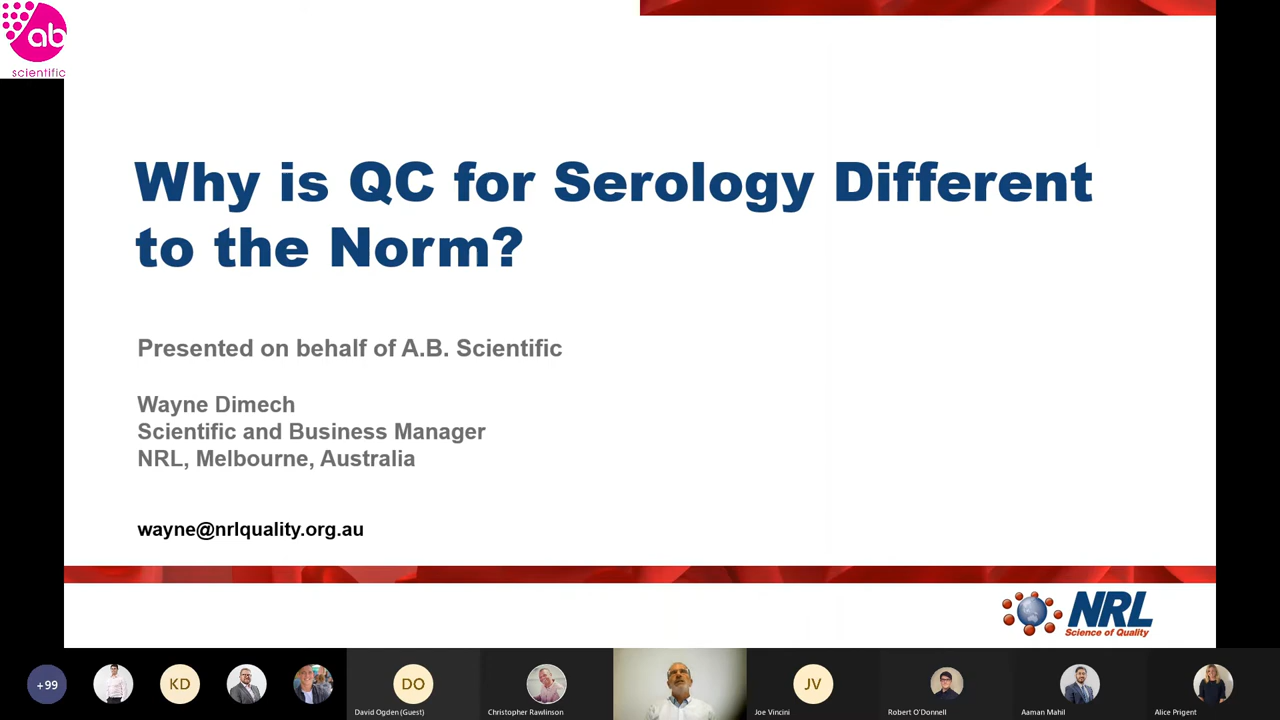 ab
scientific
Why is QC for Serology Different
to the Norm?
Presented on behalf of A.B. Scientific
Wayne Dimech
Scientific and Business Manager
NRL, Melbourne, Australia
wayne@nrlquality.org.au
NRL
Science of Quality
+99
KD
DO
JV
David Ogden (Guest)
Christopher Rawlinson
Joe Vincini
Robert O'Donnell
Aaman Mahil
Alice Prigent